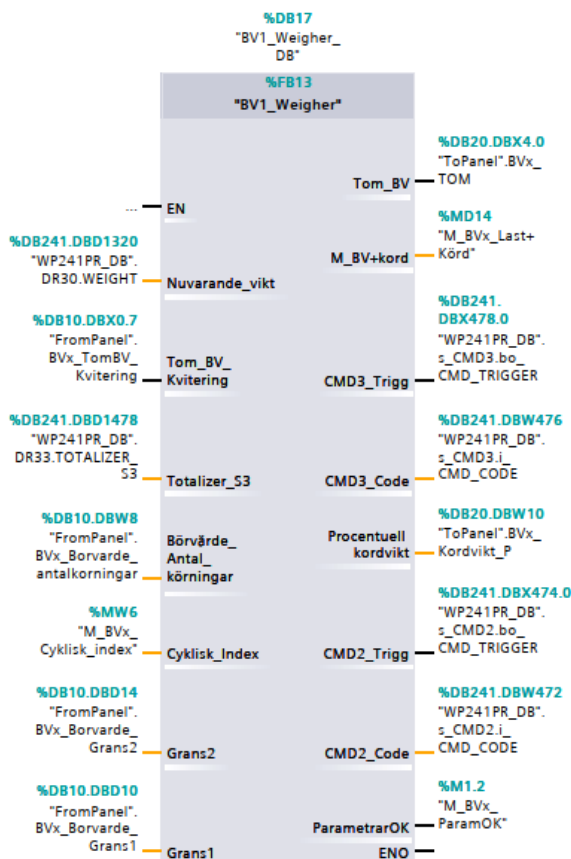 %DB17
"BV1_Weigher_
DB"
%FB13
"BV1_Weigher"
...
EN
%DB241.DBD1320
"WP241PR_DB".
DR30.WEIGHT
Nuvarande_vikt
%DB10.DBX0.7
"FromPanel".
BVx_TomBV_
Kvitering
Tom_BV_
Kvitering
%DB241.DBD1478
"WP241PR_DB".
DR33.TOTALIZER_
S3
Totalizer_S3
%DB10.DBW8
"FromPanel".
BVx_Borvarde_
antalkorningar
Börvärde_
Antal_
körningar
%MW6
"M_BVx_
Cyklisk_index"
Cyklisk_Index
%DB10.DBD14
"FromPanel".
BVx_Borvarde_
Grans2
Grans2
%DB10.DBD10
"FromPanel".
BVx_Borvarde_
Grans1
Grans1
Tom_BV
%DB20.DBX4.0
"ToPanel".BVx_
TOM
M_BV+kord
%MD14
"M_BVx_Last+
Körd"
CMD3_Trigg
%DB241.
DBX478.0
"WP241PR_DB".
s_CMD3.bo_
CMD_TRIGGER
CMD3_Code
%DB241.DBW476
"WP241PR_DB".
s_CMD3.i_
CMD_CODE
Procentuell
kordvikt
%DB20.DBW10
"ToPanel".BVx_
Kordvikt_P
CMD2_Trigg
%DB241.DBX474.0
"WP241PR_DB".
s_CMD2.bo_
CMD_TRIGGER
CMD2_Code
%DB241.DBW472
"WP241PR_DB".
s_CMD2.i_
CMD_CODE
ParametrarOK
%M1.2
"M_BVx_
ParamOK"
ENO